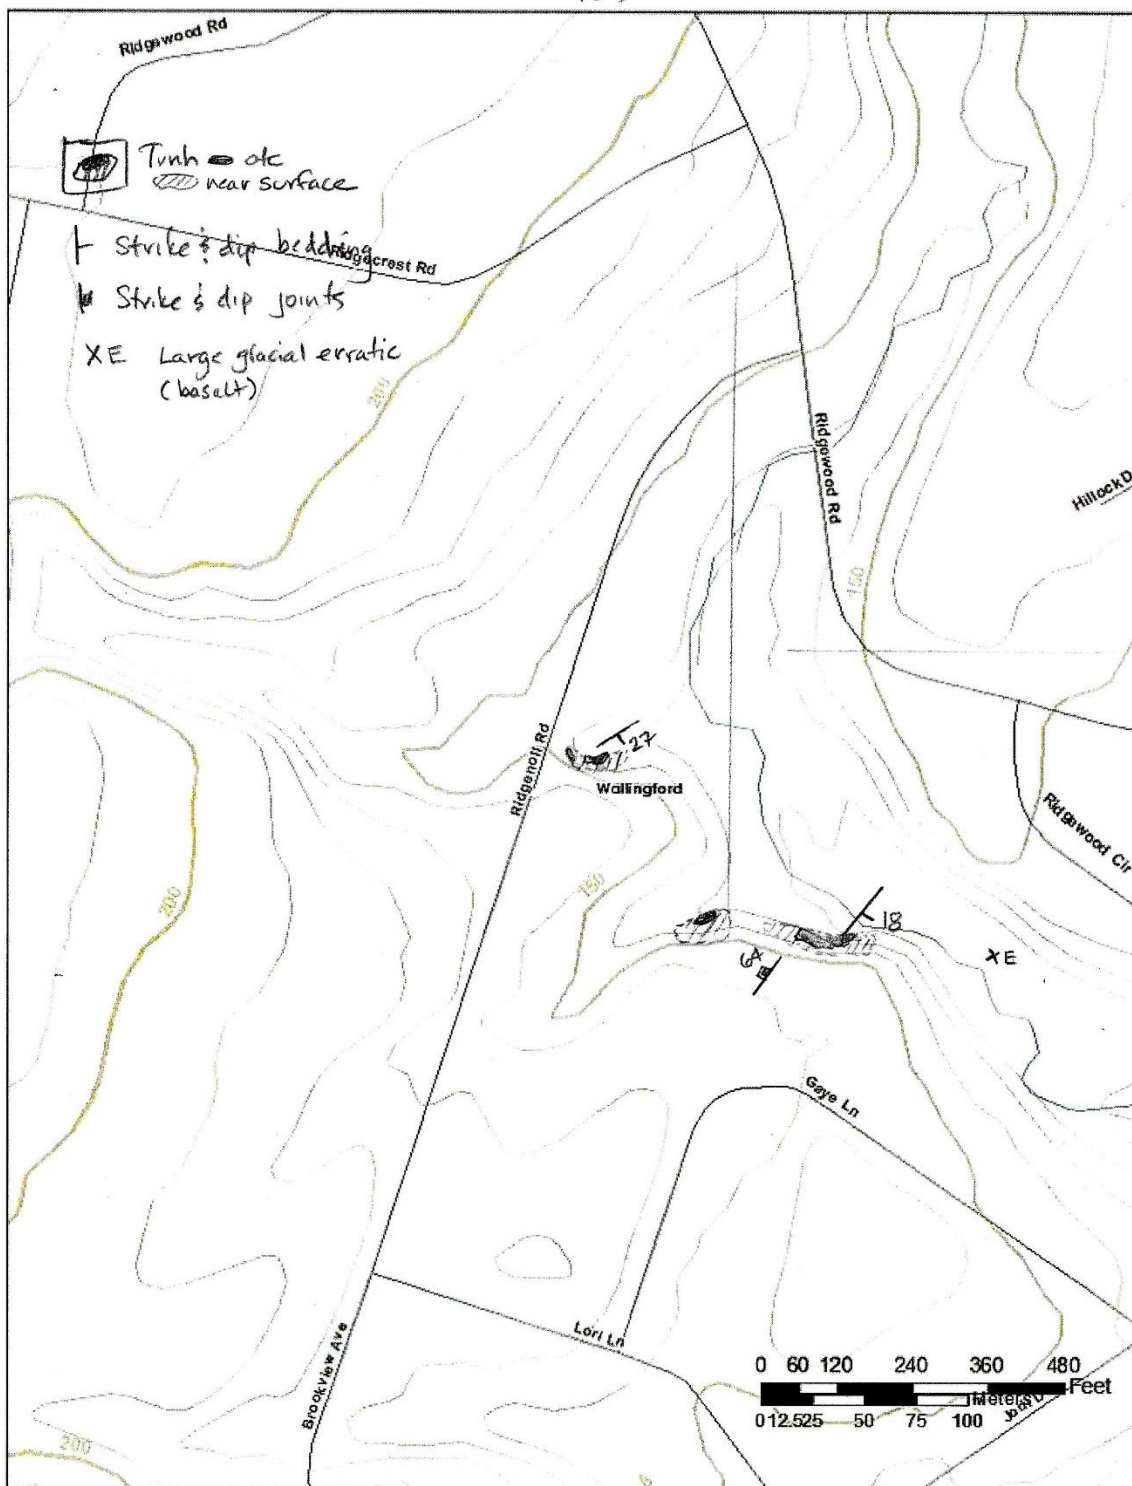 Ridgewood Rd
Trnh otc
near surface
Strike & dip bedding
Ridgecrest Rd
Strike & dip joints
XE Large glacial erratic
(basalt)
200
Ridgewood Rd
Hillock D
150
27
Ridgenoll Rd
Wallingford
Ridgewood Cir
200
150
18
64
XE
Gaye Ln
Lori Ln
Brookview Ave
0 60 120 240 360 480
Feet
Meters
0 12.5 25 50 75 100
200